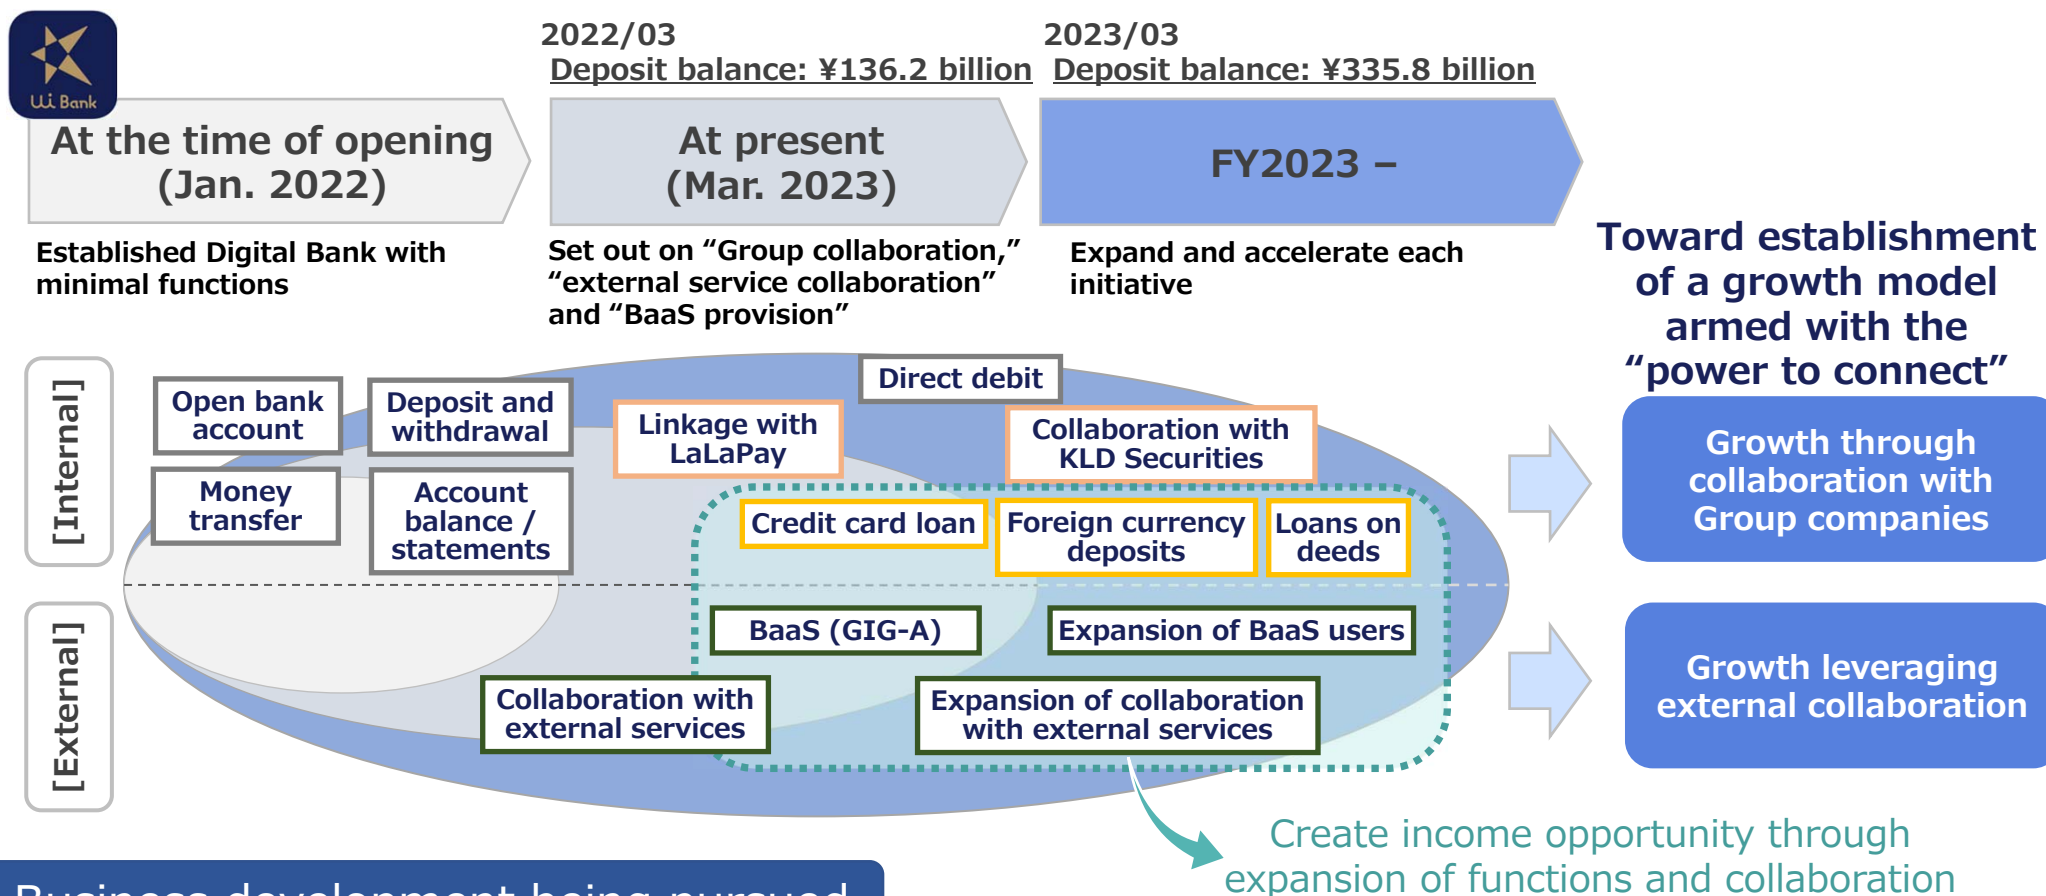 Ui Bank
2022/03
Deposit balance: ¥136.2 billion
2023/03
Deposit balance: ¥335.8 billion
At the time of opening
(Jan. 2022)
At present
(Mar. 2023)
FY2023 –
Established Digital Bank with
minimal functions
Set out on “Group collaboration,”
“external service collaboration”
and “BaaS provision”
Expand and accelerate each
initiative
Toward establishment
of a growth model
armed with the
“power to connect”
[Internal]
Open bank
account
Deposit and
withdrawal
Money
transfer
Account
balance /
statements
Linkage with
LaLaPay
Direct debit
Collaboration with
KLD Securities
Credit card loan
Foreign currency
deposits
Loans on
deeds
Growth through
collaboration with
Group companies
[External]
BaaS (GIG-A)
Expansion of BaaS users
Collaboration with
external services
Expansion of collaboration
with external services
Growth leveraging
external collaboration
Create income opportunity through
expansion of functions and collaboration
Business development being pursued